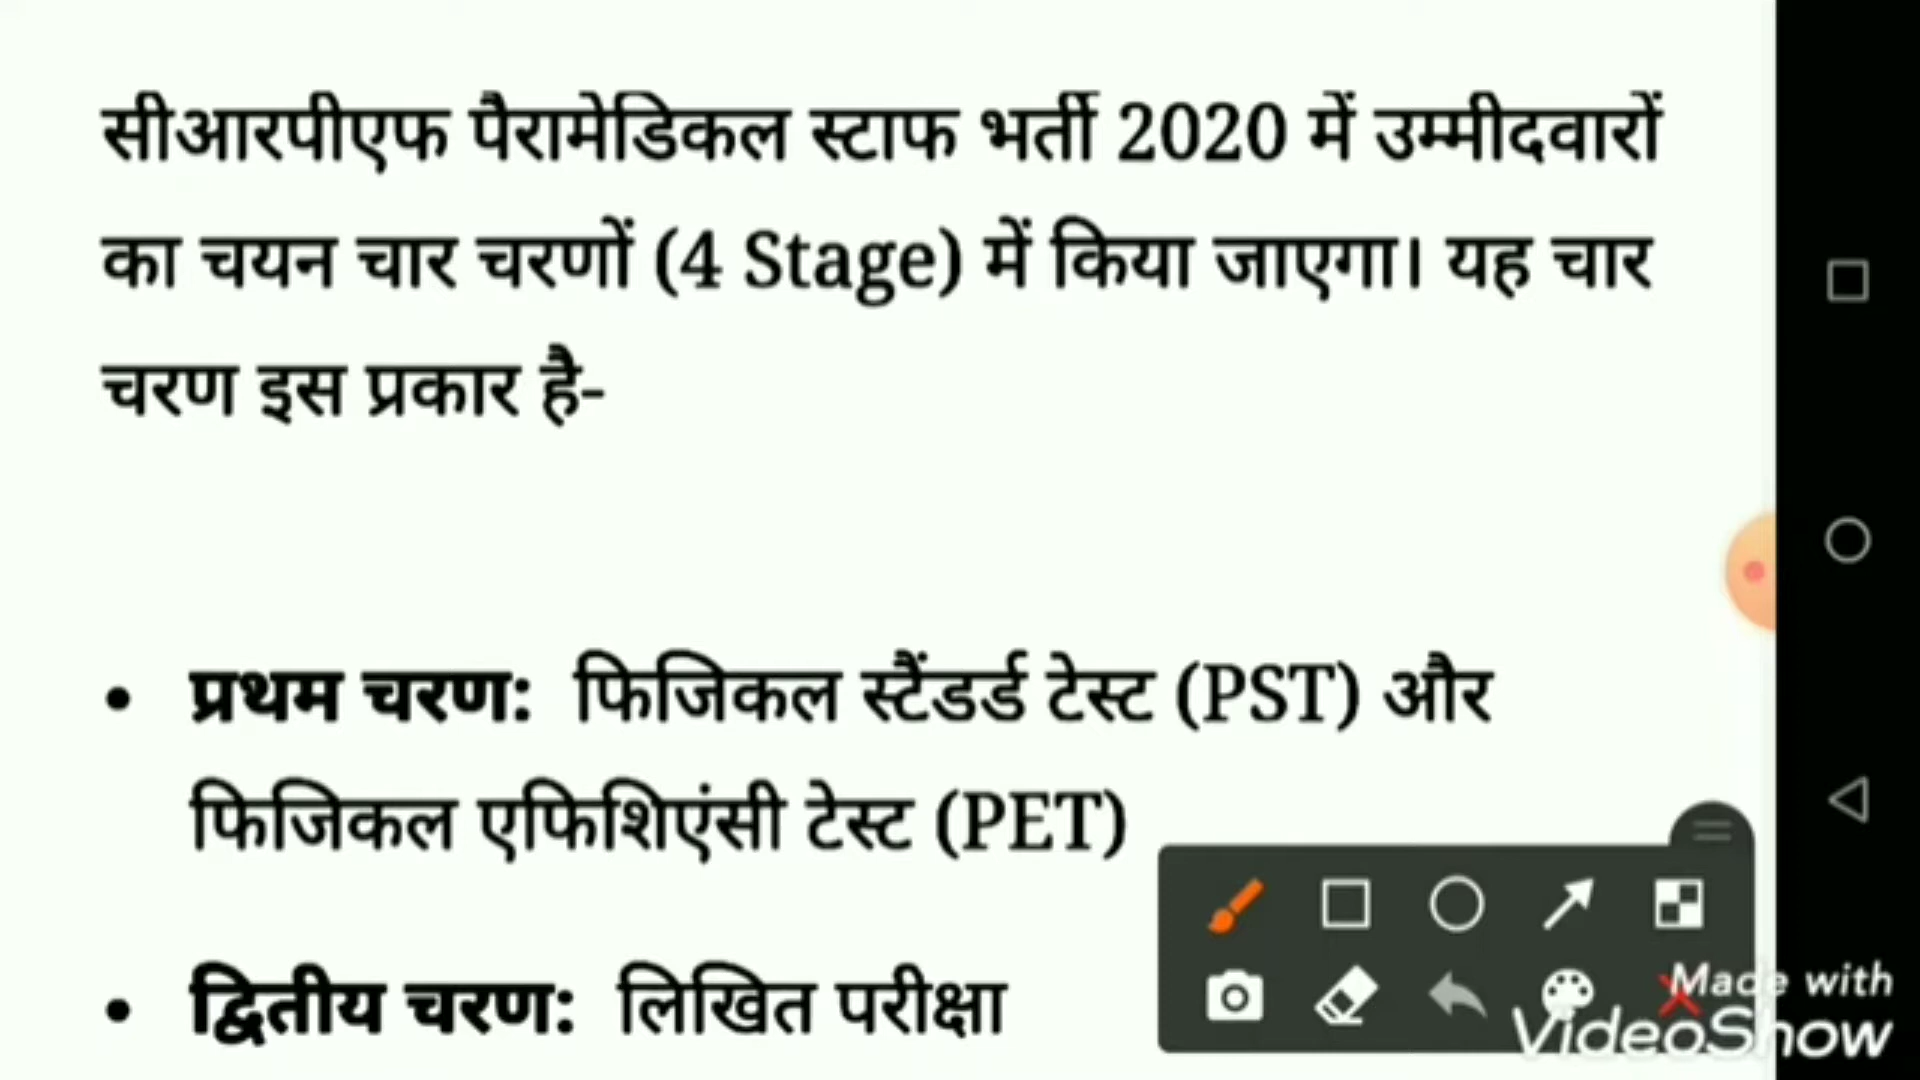 सीआरपीएफ पैरामेडिकल स्टाफ भर्ती 2020 में उम्मीदवारों
का चयन चार चरणों (4 Stage) में किया जाएगा। यह चार
चरण इस प्रकार है-
• प्रथम चरण: फिजिकल स्टैंडर्ड टेस्ट (PST) और
फिजिकल एफिशिएंसी टेस्ट (PET)
• द्वितीय चरण: लिखित परीक्षा
Made with
VideoShow